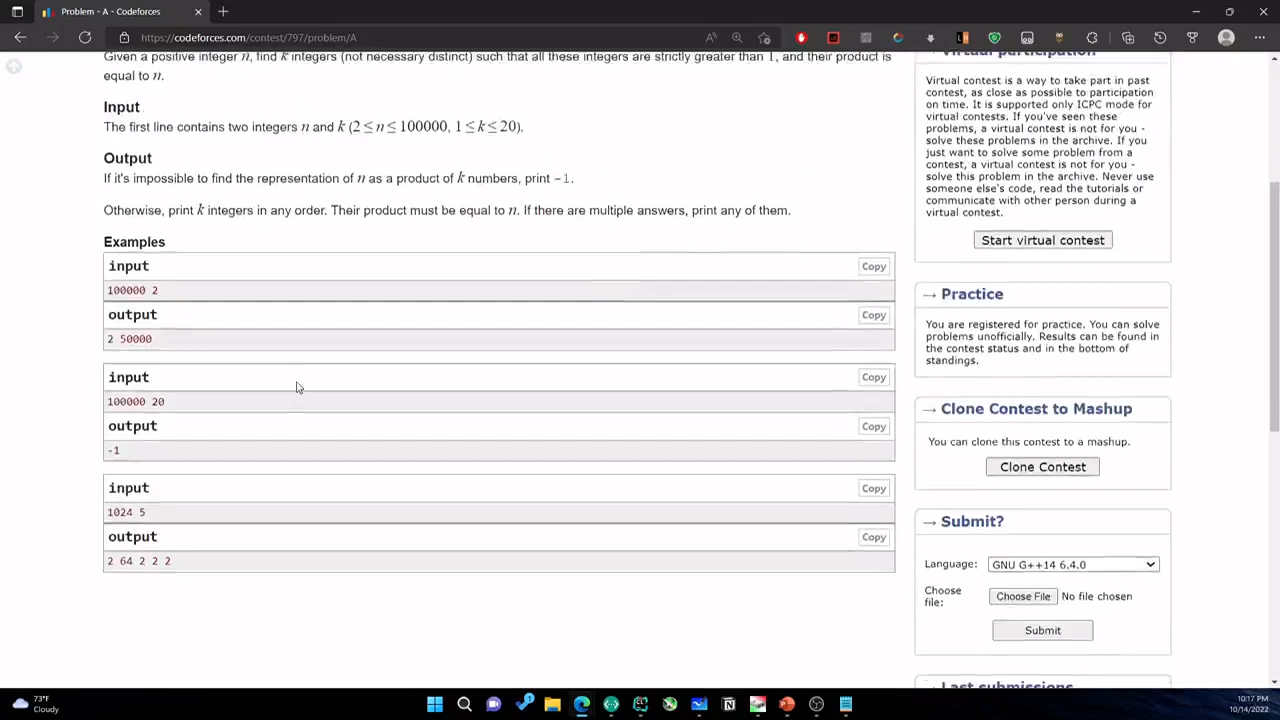 Problem - A - Codeforces
https://codeforces.com/contest/797/problem/A
Given a positive integer n, find k integers (not necessary distinct) such that all these integers are strictly greater than 1, and their product is
equal to n.
Input
The first line contains two integers n and k (2 ≤ n ≤ 100000, 1 ≤ k ≤ 20).
Output
If it's impossible to find the representation of n as a product of k numbers, print -1.
Otherwise, print k integers in any order. Their product must be equal to n. If there are multiple answers, print any of them.
Examples
input
Copy
100000 2
output
Copy
2 50000
input
Copy
100000 20
output
Copy
-1
input
Copy
1024 5
output
Copy
2 64 2 2 2
→ Virtual participation
Virtual contest is a way to take part in past
contest, as close as possible to participation
on time. It is supported only ICPC mode for
virtual contests. If you've seen these
problems, a virtual contest is not for you -
solve these problems in the archive. If you
just want to solve some problem from a
contest, a virtual contest is not for you -
solve this problem in the archive. Never use
someone else's code, read the tutorials or
communicate with other person during a
virtual contest.
Start virtual contest
→ Practice
You are registered for practice. You can solve
problems unofficially. Results can be found in
the contest status and in the bottom of
standings.
→ Clone Contest to Mashup
You can clone this contest to a mashup.
Clone Contest
→ Submit?
Language:
GNU G++14 6.4.0
Choose
file:
Choose File
No file chosen
Submit
→ Last submissions
73°F
Cloudy
10:17 PM
10/14/2022